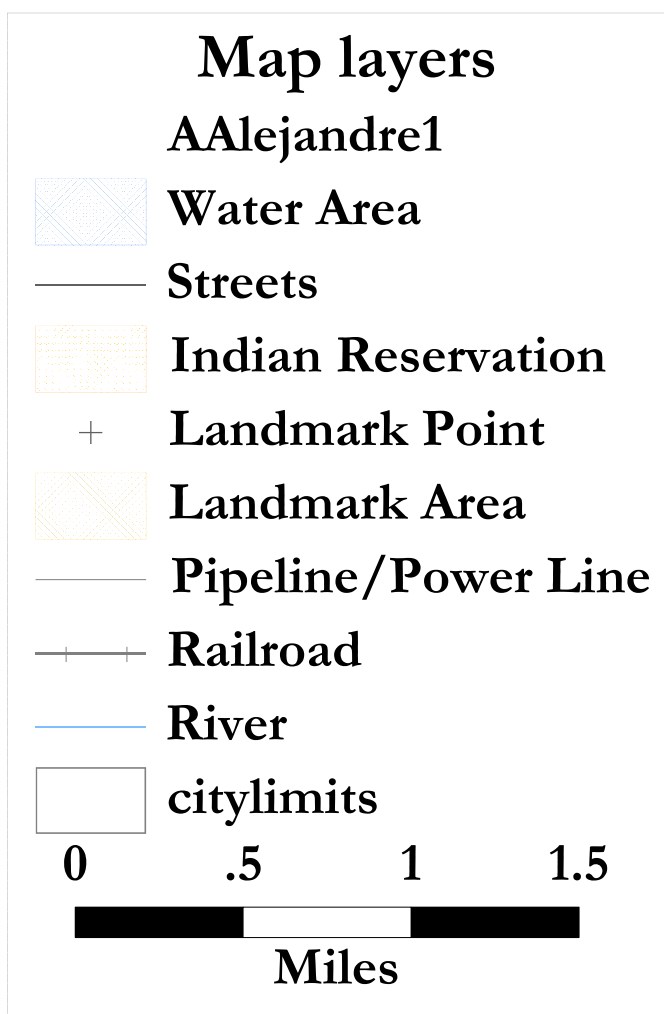 Map layers
AAlejandre1
Water Area
Streets
Indian Reservation
Landmark Point
Landmark Area
Pipeline/Power Line
Railroad
River
citylimits
0 .5 1 1.5
Miles